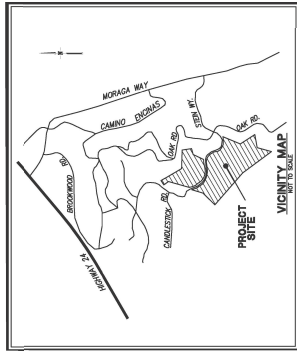 MORAGA WAY
CAMINO ENCINAS
BROOKWOOD RD.
HIGHWAY 24
OAK RD.
STEIN WY.
OAK RD.
CANDLESTICK RD.
PROJECT
SITE
VICINITY MAP
NOT TO SCALE